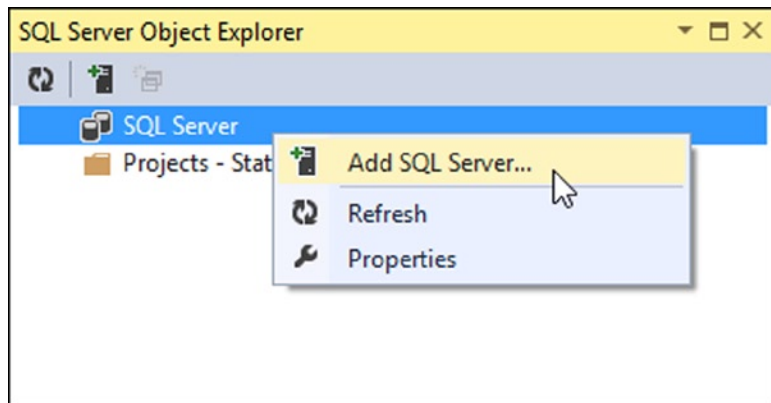 SQL Server Object Explorer
SQL Server
Projects - Stat
Add SQL Server...
Refresh
Properties